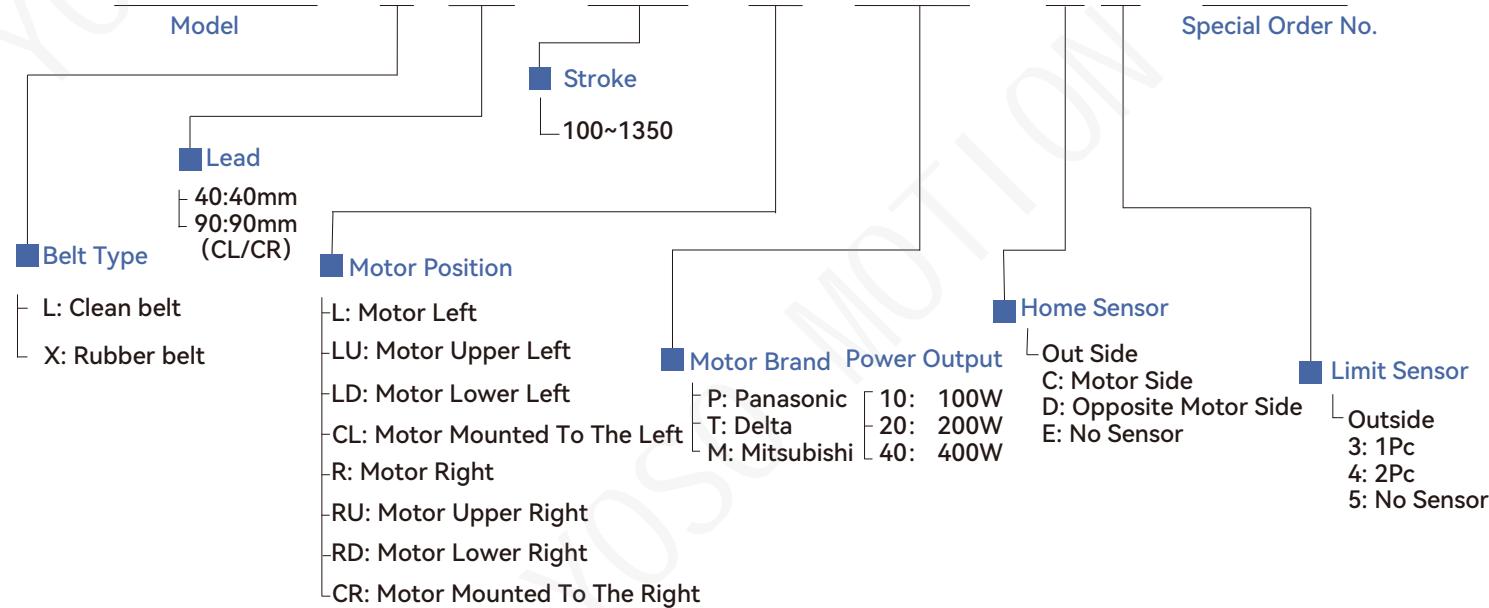 Model
Special Order No.
Stroke
100~1350
Lead
40:40mm
90:90mm
(CL/CR)
Belt Type
L: Clean belt
X: Rubber belt
Motor Position
L: Motor Left
LU: Motor Upper Left
LD: Motor Lower Left
CL: Motor Mounted To The Left
R: Motor Right
RU: Motor Upper Right
RD: Motor Lower Right
CR: Motor Mounted To The Right
Motor Brand
P: Panasonic
T: Delta
M: Mitsubishi
Power Output
10: 100W
20: 200W
40: 400W
Home Sensor
Out Side
C: Motor Side
D: Opposite Motor Side
E: No Sensor
Limit Sensor
Outside
3: 1Pc
4: 2Pc
5: No Sensor
YOSO MOTION